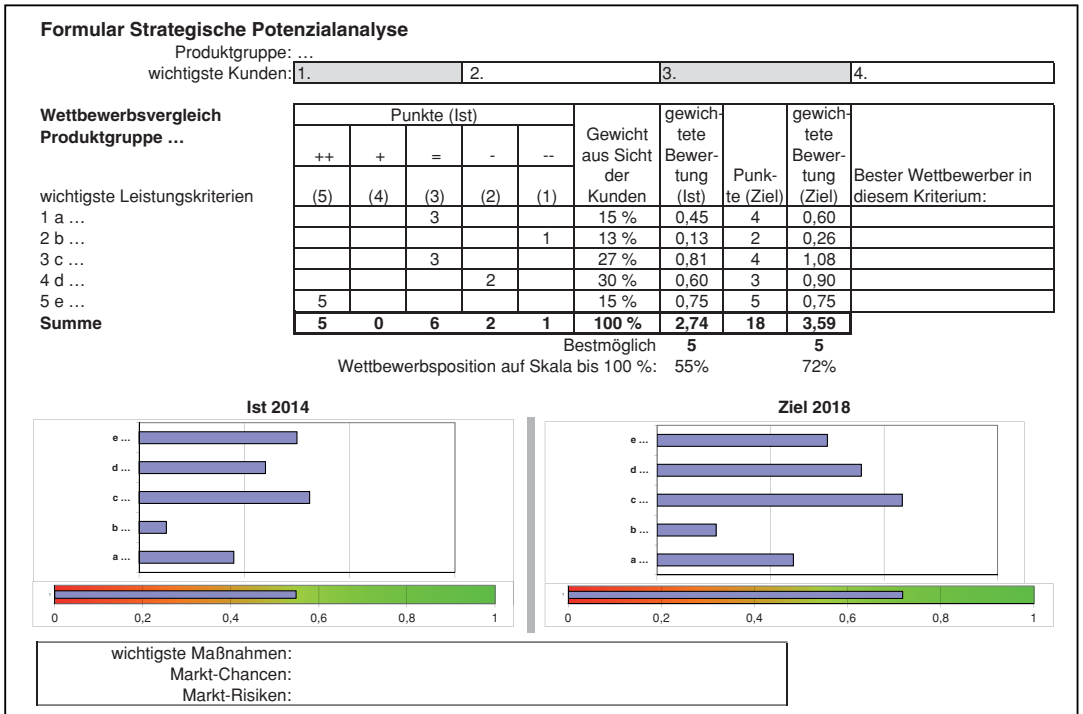 Formular Strategische Potenzialanalyse
Produktgruppe: …
wichtigste Kunden: 1. 2. 3. 4.
Wettbewerbsvergleich
Produktgruppe …
wichtigste Leistungskriterien
Punkte (Ist)
++ + = - --
(5) (4) (3) (2) (1)
Gewicht
aus Sicht
der
Kunden
gewich-
tete
Bewer-
tung
(Ist)
Punk-
te (Ziel)
gewich-
tete
Bewer-
tung
(Ziel)
Bester Wettbewerber in
diesem Kriterium:
1 a … 3 15 % 0,45 4 0,60
2 b … 1 13 % 0,13 2 0,26
3 c … 3 27 % 0,81 4 1,08
4 d … 2 30 % 0,60 3 0,90
5 e … 5 15 % 0,75 5 0,75
Summe 5 0 6 2 1 100 % 2,74 18 3,59
Bestmöglich 5 5
Wettbewerbsposition auf Skala bis 100 %: 55% 72%
Ist 2014
e …
d …
c …
b …
a …
0 0,2 0,4 0,6 0,8 1
Ziel 2018
e …
d …
c …
b …
a …
0 0,2 0,4 0,6 0,8 1
wichtigste Maßnahmen:
Markt-Chancen:
Markt-Risiken: